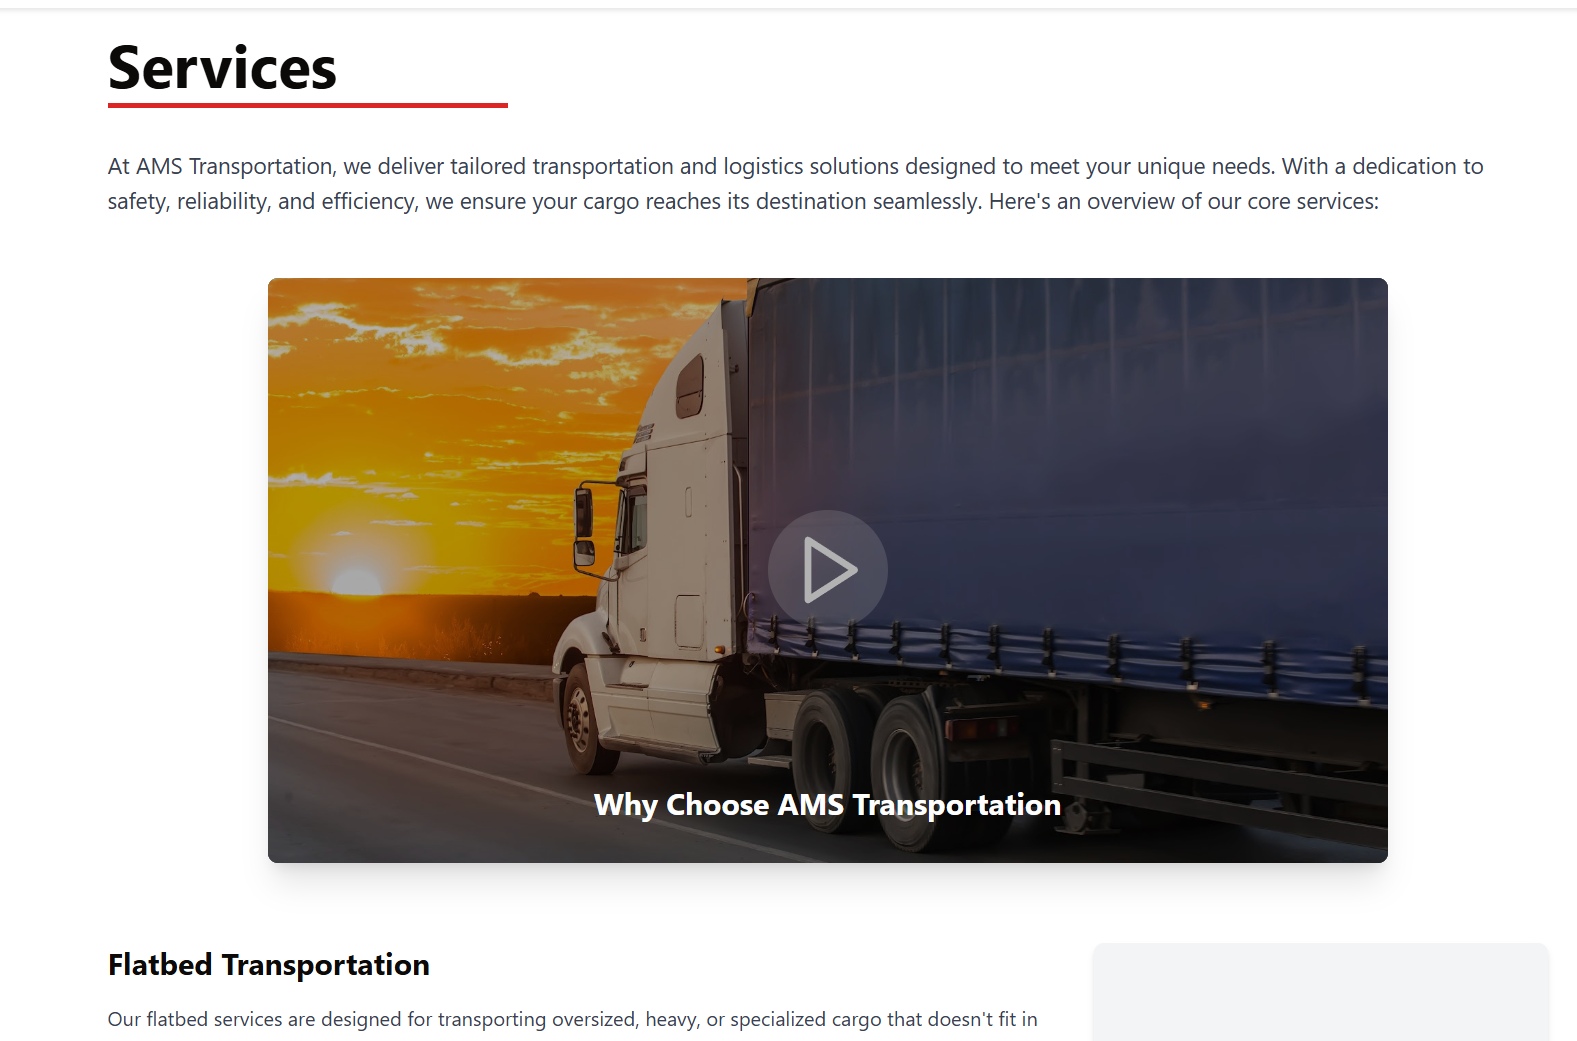 Services
At AMS Transportation, we deliver tailored transportation and logistics solutions designed to meet your unique needs. With a dedication to
safety, reliability, and efficiency, we ensure your cargo reaches its destination seamlessly. Here's an overview of our core services:
Why Choose AMS Transportation
Flatbed Transportation
Our flatbed services are designed for transporting oversized, heavy, or specialized cargo that doesn't fit in